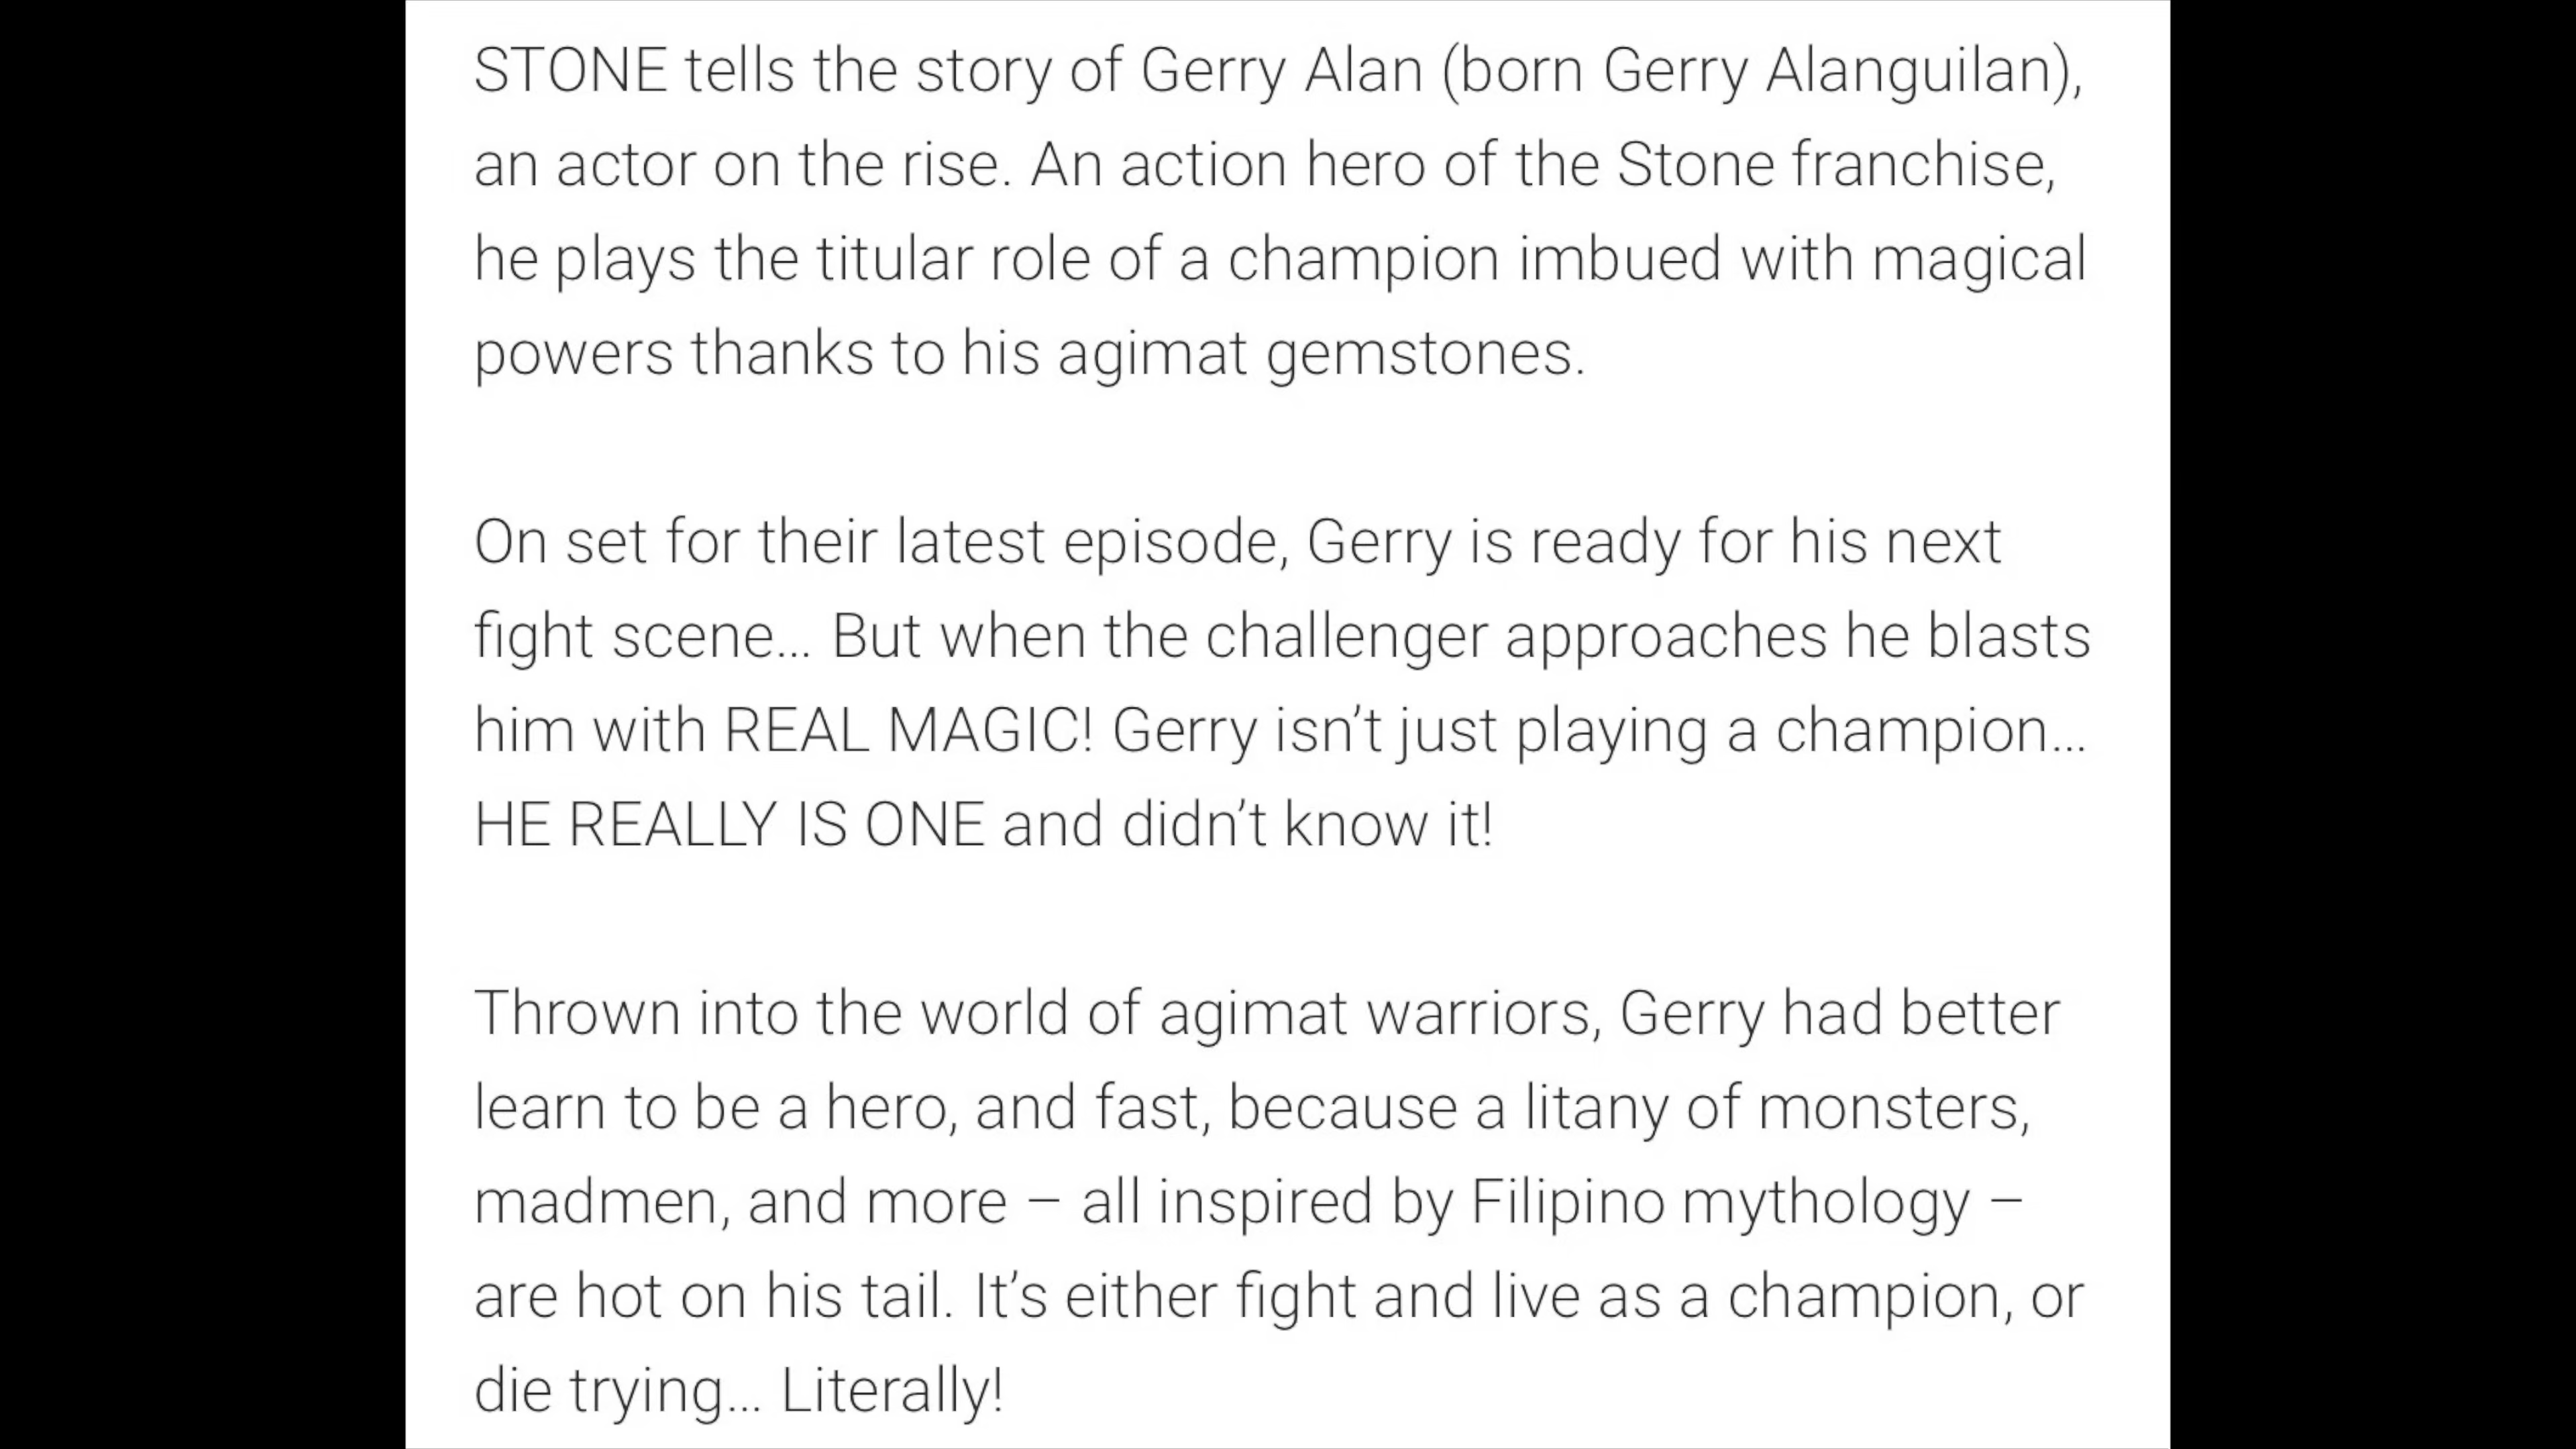 STONE tells the story of Gerry Alan (born Gerry Alanguilan),
an actor on the rise. An action hero of the Stone franchise,
he plays the titular role of a champion imbued with magical
powers thanks to his agimat gemstones.
On set for their latest episode, Gerry is ready for his next
fight scene… But when the challenger approaches he blasts
him with REAL MAGIC! Gerry isn’t just playing a champion…
HE REALLY IS ONE and didn’t know it!
Thrown into the world of agimat warriors, Gerry had better
learn to be a hero, and fast, because a litany of monsters,
madmen, and more – all inspired by Filipino mythology –
are hot on his tail. It’s either fight and live as a champion, or
die trying… Literally!